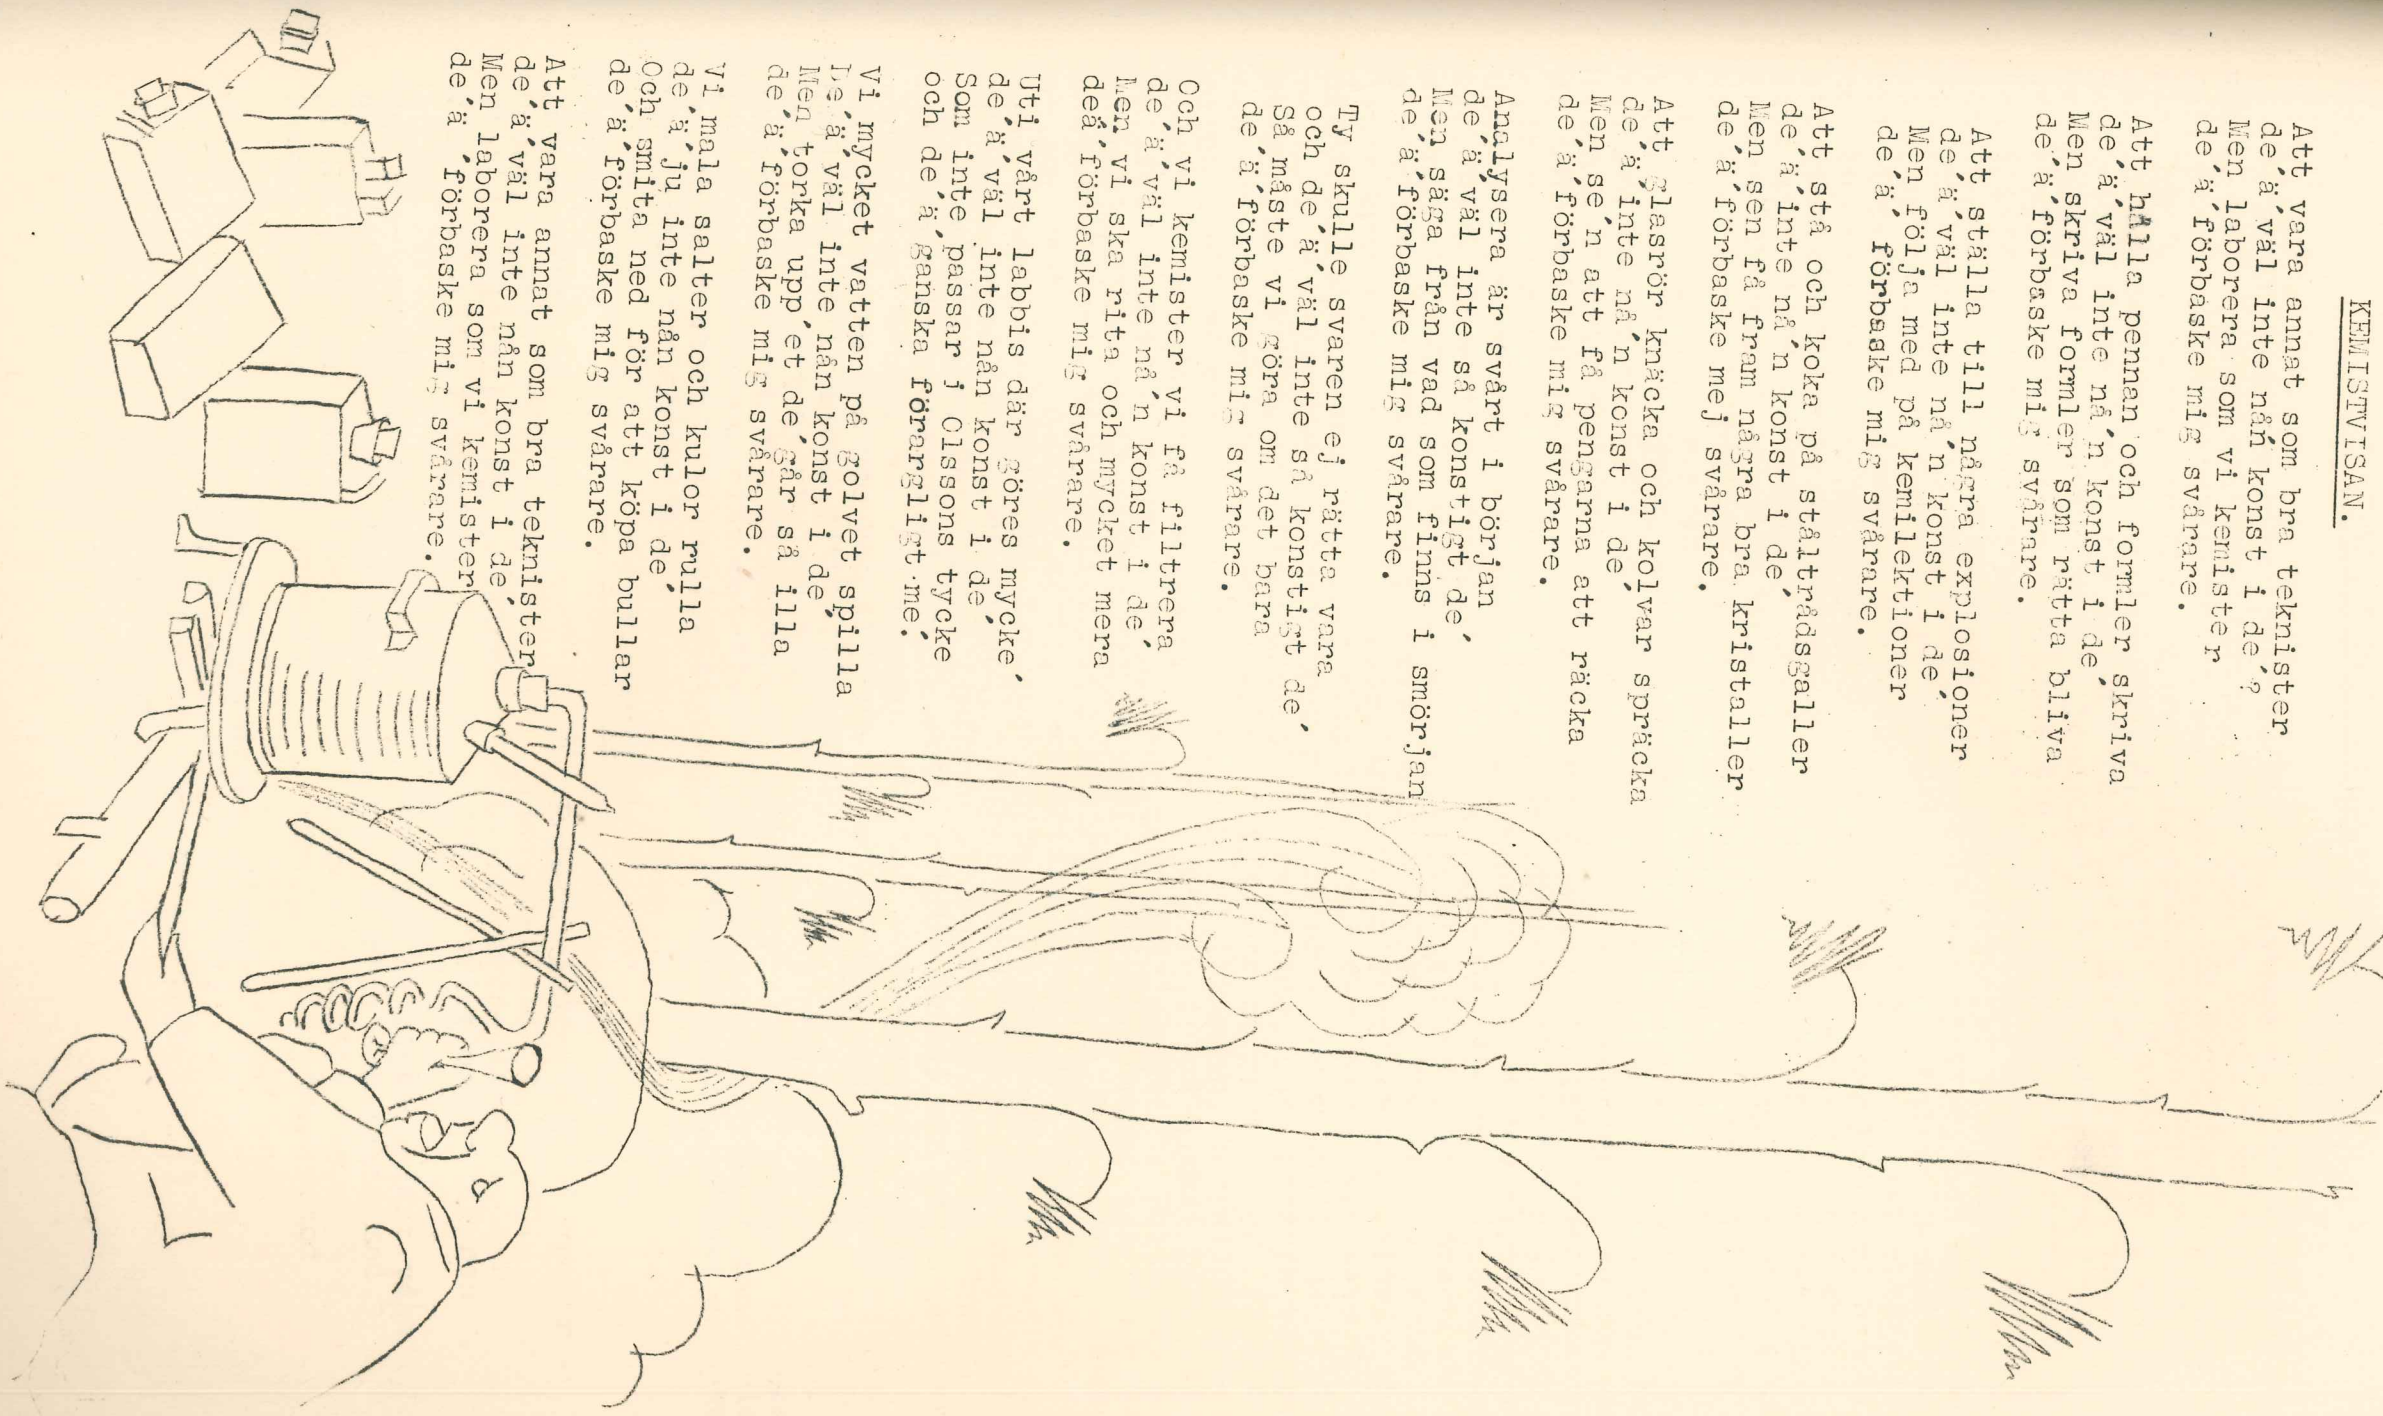 KEMISTVISAN.
Att vara annat som bra teknister
de´ä´väl inte nån konst i de´?
Men laborera som vi kemister
de´ä´förbaske mig svårare.
Att hålla pennan och formler skriva
de´ä´väl inte nå´n konst i de´
Men skriva formler som rätta bliva
de´ä´förbaske mig svårare.
Att ställa till några explosioner
de´ä´väl inte nå´n konst i de´
Men följa med på kemilektioner
de´ä´ förbaske mig svårare.
Att stå och koka på ståltrådsgaller
de´ä´inte nå´n konst i de´
Men sen få fram några bra kristaller
de´ä´förbaske mej svårare.
Att glasrör knäcka och kolvar spräcka
de´ä´inte nå´n konst i de´
Men se´n att få pengarna att räcka
de´ä´förbaske mig svårare.
Analysera är svårt i början
de´ä´väl inte så konstigt de´
Men säga från vad som finns i smörjan
de´ä´förbaske mig svårare.
Ty skulle svaren ej rätta vara
och de´ä´väl inte så konstigt de´
Så måste vi göra om det bara
de´ä´förbaske mig svårare.
Och vi kemister vi få filtrera
de´ä´väl inte nå´n konst i de´
Men vi ska rita och mycket mera
deä´förbaske mig svårare.
Uti vårt labbis där göres mycke´
de´ä´väl inte nån konst i de´
Som inte passar j Olssons tycke
och de´ä´ganska förargligt me´
Vi mycket vatten på golvet spilla
De´ä´väl inte nån konst i de´
Men torka upp´et de´går så illa
de´ä´förbaske mig svårare.
Vi mala salter och kulor rulla
de´ä´ju inte nån konst i de´
Och smita ned för att köpa bullar
de´ä´förbaske mig svårare.
Att vara annat som bra teknister
de´ä´väl inte nån konst i de´
Men laborera som vi kemister
de´ä´förbaske mig svårare.